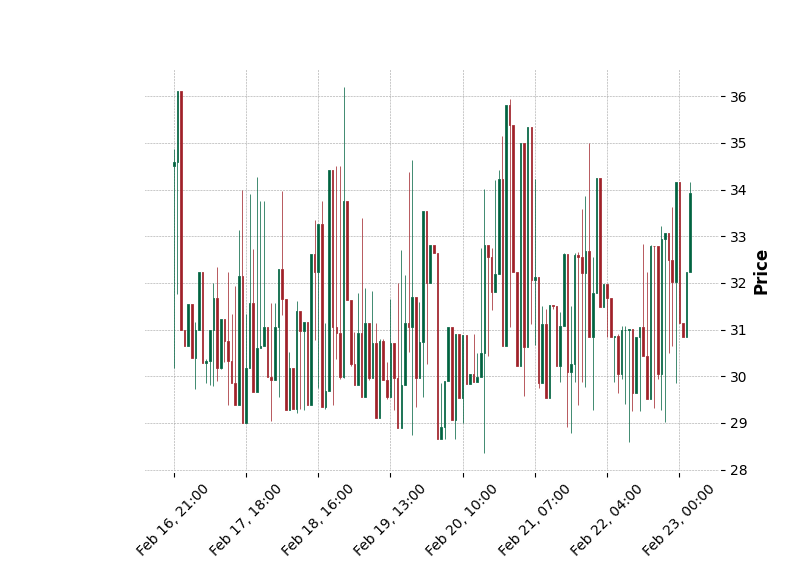 36
35
34
33
32
31
30
29
28
Price
Feb 16, 21:00
Feb 17, 18:00
Feb 18, 16:00
Feb 19, 13:00
Feb 20, 10:00
Feb 21, 07:00
Feb 22, 04:00
Feb 23, 00:00